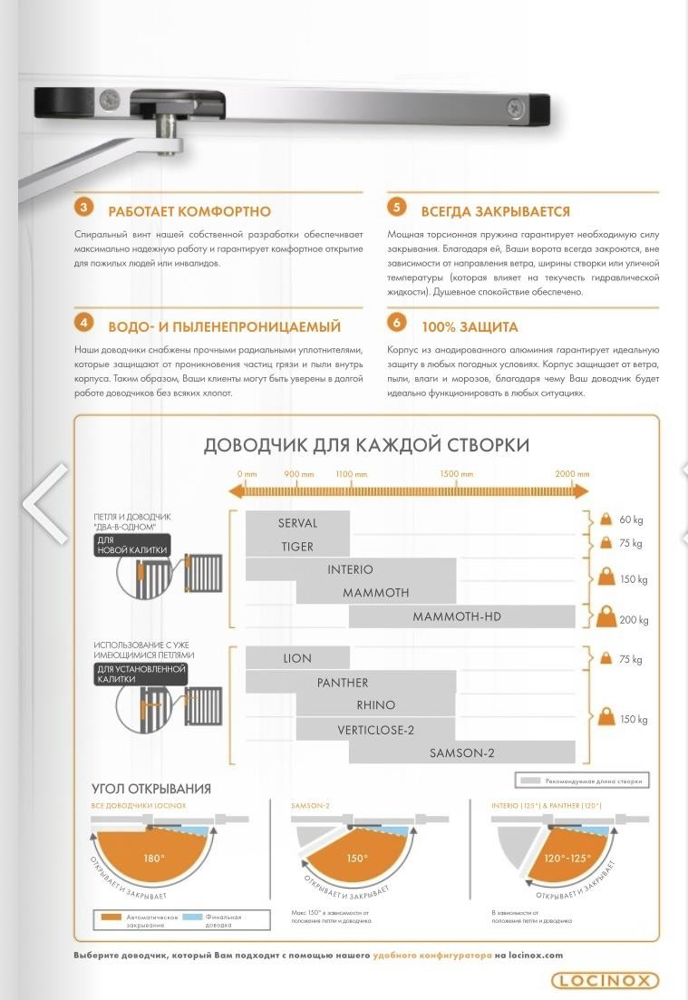 3 РАБОТАЕТ КОМФОРТНО
Спиральный винт нашей собственной разработки обеспечивает
максимально надежную работу и гарантирует комфортное открытие
для пожилых людей или инвалидов.
5 ВСЕГДА ЗАКРЫВАЕТСЯ
Мощная торсионная пружина гарантирует необходимую силу
закрывания. Благодаря ей, Ваши ворота всегда закроются, вне
зависимости от направления ветра, ширины створки или уличной
температуры (которая влияет на текучесть гидравлической
жидкости). Душевное спокойствие обеспечено.
4 ВОДО- И ПЫЛЕНЕПРОНИЦАЕМЫЙ
Наши доводчики снабжены прочными радиальными уплотнителями,
которые защищают от проникновения частиц грязи и пыли внутрь
корпуса. Таким образом, Ваши клиенты могут быть уверены в долгой
работе доводчиков без всяких хлопот.
6 100% ЗАЩИТА
Корпус из анодированного алюминия гарантирует идеальную
защиту в любых погодных условиях. Корпус защищает от ветра,
пыли, влаги и морозов, благодаря чему Ваш доводчик будет
идеально функционировать в любых ситуациях.
ДОВОДЧИК ДЛЯ КАЖДОЙ СТВОРКИ
0 mm 900 mm 1100 mm 1500 mm 2000 mm
ПЕТЛЯ И ДОВОДЧИК
"ДВА-В-ОДНОМ"
ДЛЯ
НОВОЙ КАЛИТКИ
SERVAL
60 kg
TIGER
75 kg
INTERIO
MAMMOTH
150 kg
MAMMOTH-HD
200 kg
ИСПОЛЬЗОВАНИЕ С УЖЕ
ИМЕЮЩИМИСЯ ПЕТЛЯМИ
ДЛЯ УСТАНОВЛЕННОЙ
КАЛИТКИ
LION
75 kg
PANTHER
RHINO
150 kg
VERTICLOSE-2
SAMSON-2
Рекомендуемая длина створки
УГОЛ ОТКРЫВАНИЯ
ВСЕ ДОВОДЧИКИ LOCINOX
180°
ОТКРЫВАЕТ И ЗАКРЫВАЕТ
Автоматическое
закрывание
Финальная
доводка
SAMSON-2
150°
ОТКРЫВАЕТ И ЗАКРЫВАЕТ
Макс 150° в зависимости от
положения петли и доводчика
INTERIO (125°) & PANTHER (120°)
120°-125°
ОТКРЫВАЕТ И ЗАКРЫВАЕТ
В зависимости от
положения петли и доводчика
Выберите доводчик, который Вам подходит с помощью нашего удобного конфигуратора на locinox.com
LOCINOX